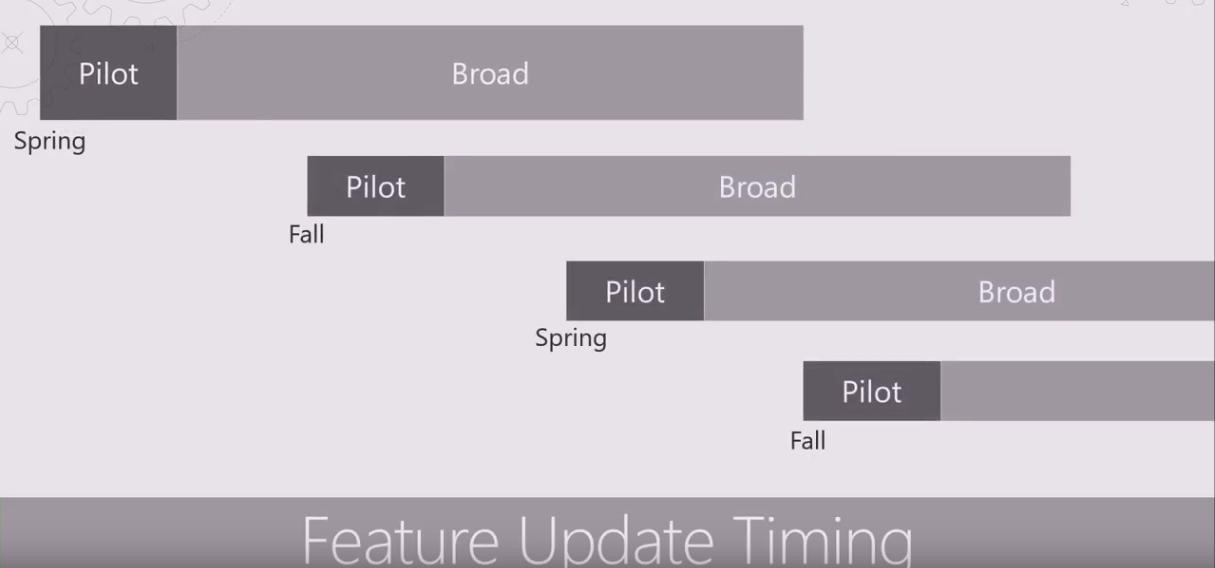 Pilot Broad
Spring
Pilot Broad
Fall
Pilot Broad
Spring
Pilot
Fall
Feature Update Timing